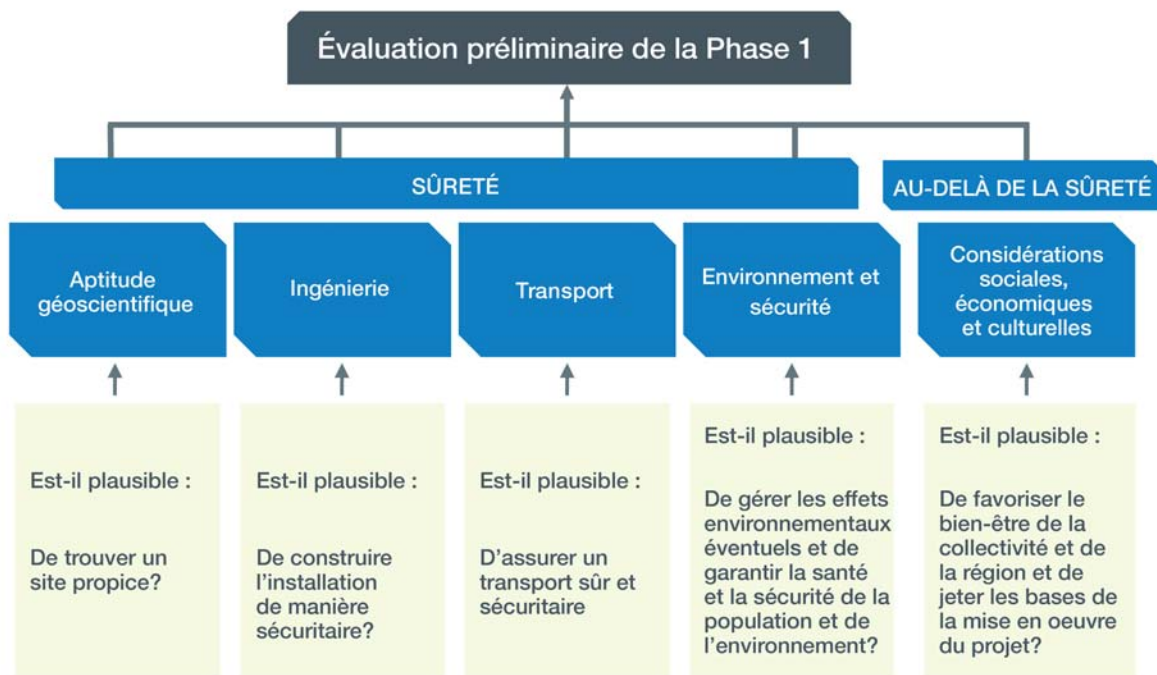 Évaluation préliminaire de la Phase 1
SÛRETÉ
AU-DELÀ DE LA SÛRETÉ
Aptitude
géoscientifique
Ingénierie
Transport
Environnement et
sécurité
Considérations
sociales,
économiques
et culturelles
Est-il plausible :
De trouver un
site propice?
Est-il plausible :
De construire
l'installation
de manière
sécuritaire?
Est-il plausible :
D'assurer un
transport sûr et
sécuritaire
Est-il plausible :
De gérer les effets
environnementaux
éventuels et de
garantir la santé
et la sécurité de la
population et de
l'environnement?
Est-il plausible :
De favoriser le
bien-être de la
collectivité et de
la région et de
jeter les bases de
la mise en oeuvre
du projet?